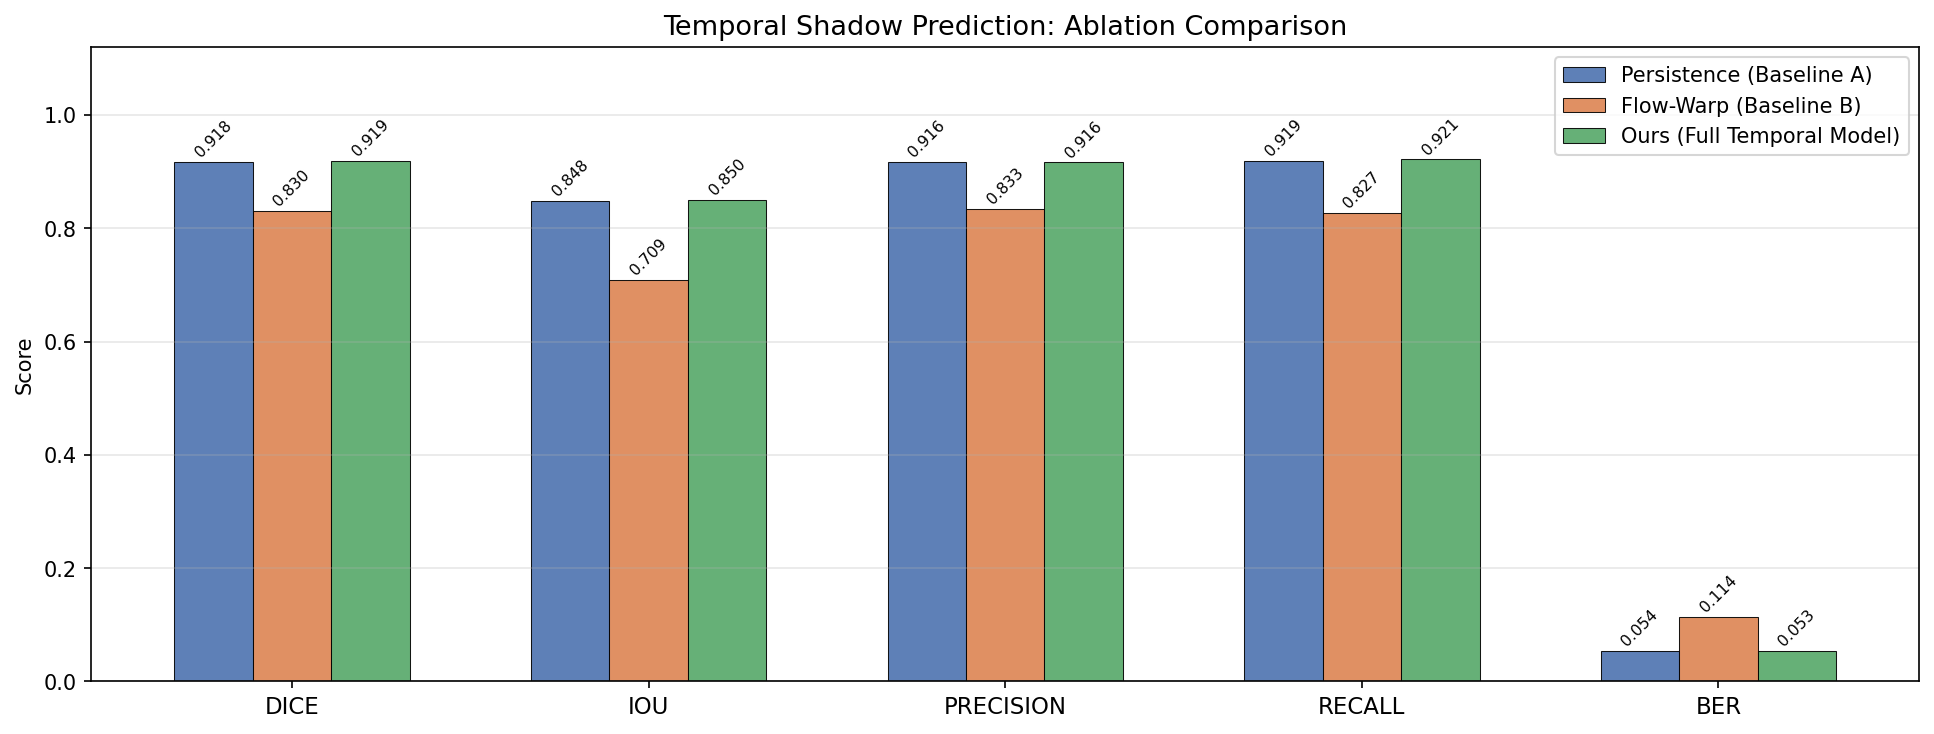 Temporal Shadow Prediction: Ablation Comparison
Persistence (Baseline A)
Flow-Warp (Baseline B)
Ours (Full Temporal Model)
Score
1.0
0.8
0.6
0.4
0.2
0.0
0.918
0.830
0.919
0.848
0.709
0.850
0.916
0.833
0.916
0.919
0.827
0.921
0.054
0.114
0.053
DICE
IOU
PRECISION
RECALL
BER